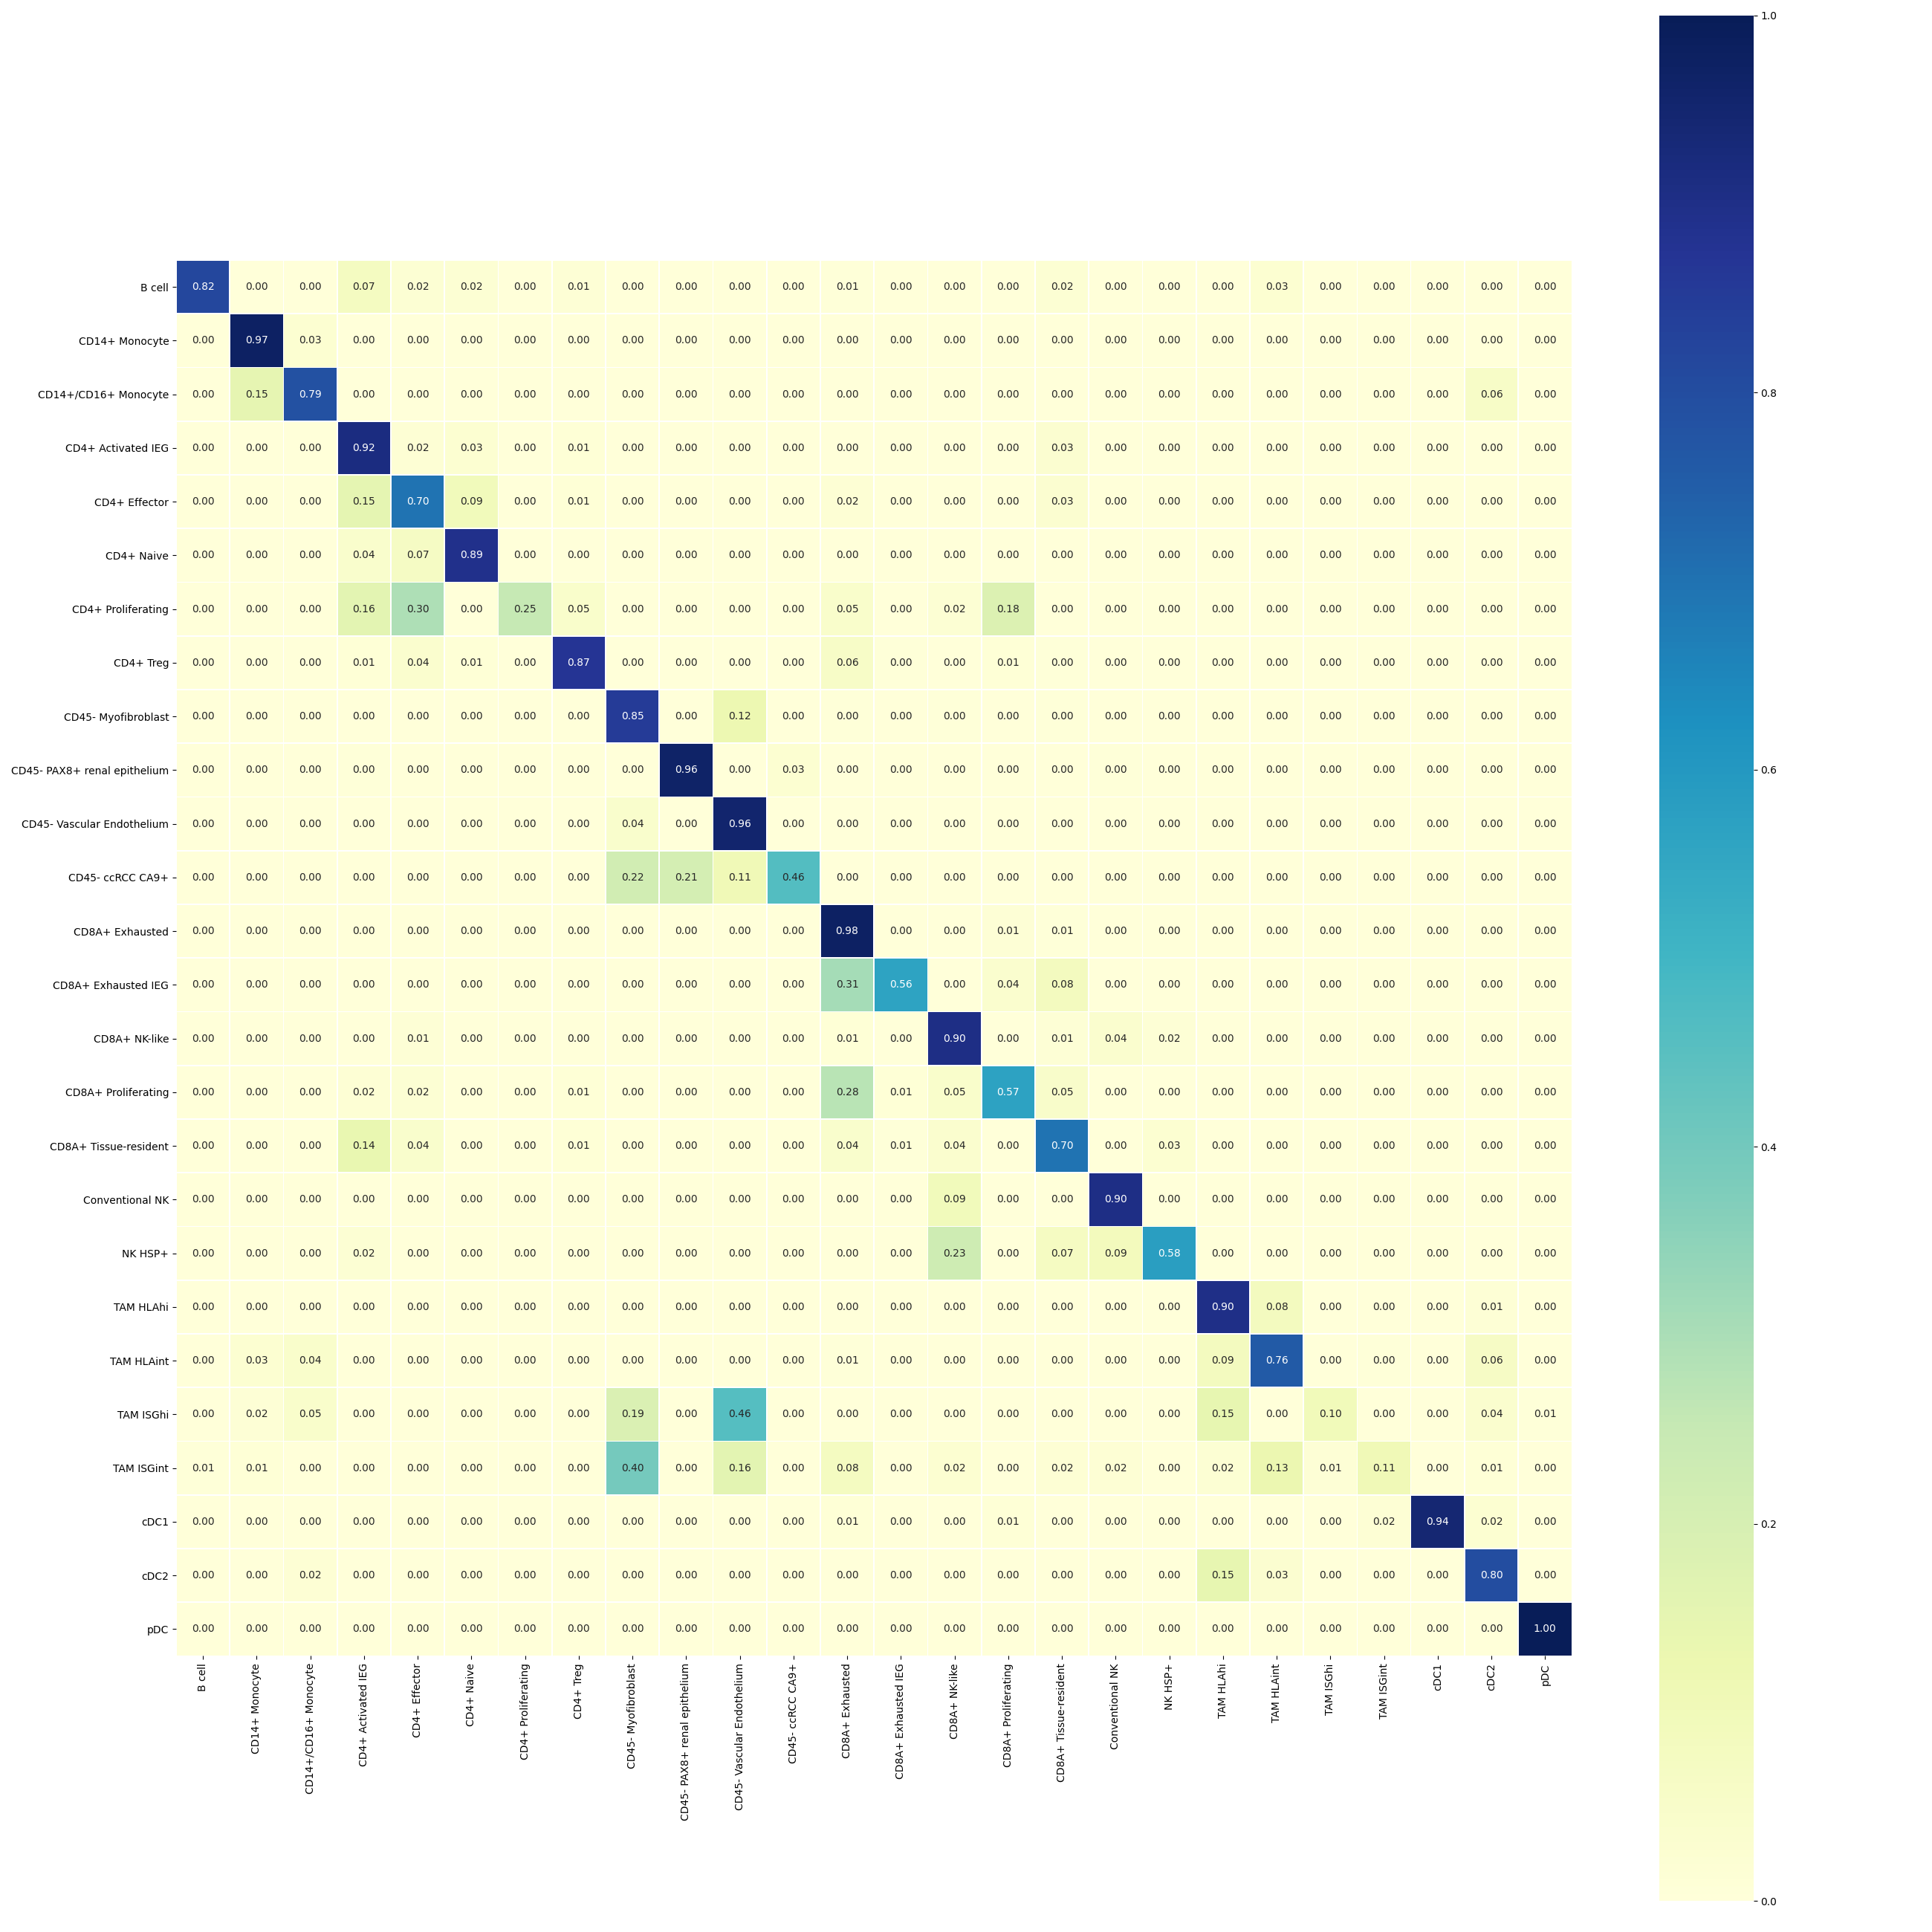 B cell 0.82 0.00 0.00 0.07 0.02 0.02 0.00 0.01 0.00 0.00 0.00 0.00 0.01 0.00 0.00 0.00 0.02 0.00 0.00 0.00 0.03 0.00 0.00 0.00 0.00 0.00
CD14+ Monocyte 0.00 0.97 0.03 0.00 0.00 0.00 0.00 0.00 0.00 0.00 0.00 0.00 0.00 0.00 0.00 0.00 0.00 0.00 0.00 0.00 0.00 0.00 0.00 0.00 0.00 0.00
CD14+/CD16+ Monocyte 0.00 0.15 0.79 0.00 0.00 0.00 0.00 0.00 0.00 0.00 0.00 0.00 0.00 0.00 0.00 0.00 0.00 0.00 0.00 0.00 0.00 0.00 0.00 0.00 0.06 0.00
CD4+ Activated IEG 0.00 0.00 0.00 0.92 0.02 0.03 0.00 0.01 0.00 0.00 0.00 0.00 0.00 0.00 0.00 0.00 0.03 0.00 0.00 0.00 0.00 0.00 0.00 0.00 0.00 0.00
CD4+ Effector 0.00 0.00 0.00 0.15 0.70 0.09 0.00 0.01 0.00 0.00 0.00 0.00 0.02 0.00 0.00 0.00 0.03 0.00 0.00 0.00 0.00 0.00 0.00 0.00 0.00 0.00
CD4+ Naive 0.00 0.00 0.00 0.04 0.07 0.89 0.00 0.00 0.00 0.00 0.00 0.00 0.00 0.00 0.00 0.00 0.00 0.00 0.00 0.00 0.00 0.00 0.00 0.00 0.00 0.00
CD4+ Proliferating 0.00 0.00 0.00 0.16 0.30 0.00 0.25 0.05 0.00 0.00 0.00 0.00 0.05 0.00 0.02 0.18 0.00 0.00 0.00 0.00 0.00 0.00 0.00 0.00 0.00 0.00
CD4+ Treg 0.00 0.00 0.00 0.01 0.04 0.01 0.00 0.87 0.00 0.00 0.00 0.00 0.06 0.00 0.00 0.01 0.00 0.00 0.00 0.00 0.00 0.00 0.00 0.00 0.00 0.00
CD45- Myofibroblast 0.00 0.00 0.00 0.00 0.00 0.00 0.00 0.00 0.85 0.00 0.12 0.00 0.00 0.00 0.00 0.00 0.00 0.00 0.00 0.00 0.00 0.00 0.00 0.00 0.00 0.00
CD45- PAX8+ renal epithelium 0.00 0.00 0.00 0.00 0.00 0.00 0.00 0.00 0.00 0.96 0.00 0.03 0.00 0.00 0.00 0.00 0.00 0.00 0.00 0.00 0.00 0.00 0.00 0.00 0.00 0.00
CD45- Vascular Endothelium 0.00 0.00 0.00 0.00 0.00 0.00 0.00 0.00 0.04 0.00 0.96 0.00 0.00 0.00 0.00 0.00 0.00 0.00 0.00 0.00 0.00 0.00 0.00 0.00 0.00 0.00
CD45- ccRCC CA9+ 0.00 0.00 0.00 0.00 0.00 0.00 0.00 0.00 0.22 0.21 0.11 0.46 0.00 0.00 0.00 0.00 0.00 0.00 0.00 0.00 0.00 0.00 0.00 0.00 0.00 0.00
CD8A+ Exhausted 0.00 0.00 0.00 0.00 0.00 0.00 0.00 0.00 0.00 0.00 0.00 0.00 0.98 0.00 0.00 0.01 0.01 0.00 0.00 0.00 0.00 0.00 0.00 0.00 0.00 0.00
CD8A+ Exhausted IEG 0.00 0.00 0.00 0.00 0.00 0.00 0.00 0.00 0.00 0.00 0.00 0.00 0.31 0.56 0.00 0.04 0.08 0.00 0.00 0.00 0.00 0.00 0.00 0.00 0.00 0.00
CD8A+ NK-like 0.00 0.00 0.00 0.00 0.01 0.00 0.00 0.00 0.00 0.00 0.00 0.00 0.01 0.00 0.90 0.00 0.01 0.04 0.02 0.00 0.00 0.00 0.00 0.00 0.00 0.00
CD8A+ Proliferating 0.00 0.00 0.00 0.02 0.02 0.00 0.00 0.01 0.00 0.00 0.00 0.00 0.28 0.01 0.05 0.57 0.05 0.00 0.00 0.00 0.00 0.00 0.00 0.00 0.00 0.00
CD8A+ Tissue-resident 0.00 0.00 0.00 0.14 0.04 0.00 0.00 0.01 0.00 0.00 0.00 0.00 0.04 0.01 0.04 0.00 0.70 0.00 0.03 0.00 0.00 0.00 0.00 0.00 0.00 0.00
Conventional NK 0.00 0.00 0.00 0.00 0.00 0.00 0.00 0.00 0.00 0.00 0.00 0.00 0.00 0.00 0.09 0.00 0.00 0.90 0.00 0.00 0.00 0.00 0.00 0.00 0.00 0.00
NK HSP+ 0.00 0.00 0.00 0.02 0.00 0.00 0.00 0.00 0.00 0.00 0.00 0.00 0.00 0.00 0.23 0.00 0.07 0.09 0.58 0.00 0.00 0.00 0.00 0.00 0.00 0.00
TAM HLAhi 0.00 0.00 0.00 0.00 0.00 0.00 0.00 0.00 0.00 0.00 0.00 0.00 0.00 0.00 0.00 0.00 0.00 0.00 0.00 0.90 0.08 0.00 0.00 0.00 0.01 0.00
TAM HLAint 0.00 0.03 0.04 0.00 0.00 0.00 0.00 0.00 0.00 0.00 0.00 0.00 0.01 0.00 0.00 0.00 0.00 0.00 0.00 0.09 0.76 0.00 0.00 0.00 0.06 0.00
TAM ISGhi 0.00 0.02 0.05 0.00 0.00 0.00 0.00 0.00 0.19 0.00 0.46 0.00 0.00 0.00 0.00 0.00 0.00 0.00 0.00 0.15 0.00 0.10 0.00 0.00 0.04 0.01
TAM ISGint 0.01 0.01 0.00 0.00 0.00 0.00 0.00 0.00 0.40 0.00 0.16 0.00 0.08 0.00 0.02 0.00 0.02 0.02 0.00 0.02 0.13 0.01 0.11 0.00 0.01 0.00
cDC1 0.00 0.00 0.00 0.00 0.00 0.00 0.00 0.00 0.00 0.00 0.00 0.00 0.01 0.00 0.00 0.01 0.00 0.00 0.00 0.00 0.00 0.00 0.02 0.94 0.02 0.00
cDC2 0.00 0.00 0.02 0.00 0.00 0.00 0.00 0.00 0.00 0.00 0.00 0.00 0.00 0.00 0.00 0.00 0.00 0.00 0.00 0.15 0.03 0.00 0.00 0.00 0.80 0.00
pDC 0.00 0.00 0.00 0.00 0.00 0.00 0.00 0.00 0.00 0.00 0.00 0.00 0.00 0.00 0.00 0.00 0.00 0.00 0.00 0.00 0.00 0.00 0.00 0.00 0.00 1.00
B cell
CD14+ Monocyte
CD14+/CD16+ Monocyte
CD4+ Activated IEG
CD4+ Effector
CD4+ Naive
CD4+ Proliferating
CD4+ Treg
CD45- Myofibroblast
CD45- PAX8+ renal epithelium
CD45- Vascular Endothelium
CD45- ccRCC CA9+
CD8A+ Exhausted
CD8A+ Exhausted IEG
CD8A+ NK-like
CD8A+ Proliferating
CD8A+ Tissue-resident
Conventional NK
NK HSP+
TAM HLAhi
TAM HLAint
TAM ISGhi
TAM ISGint
cDC1
cDC2
pDC
1.0
0.8
0.6
0.4
0.2
0.0